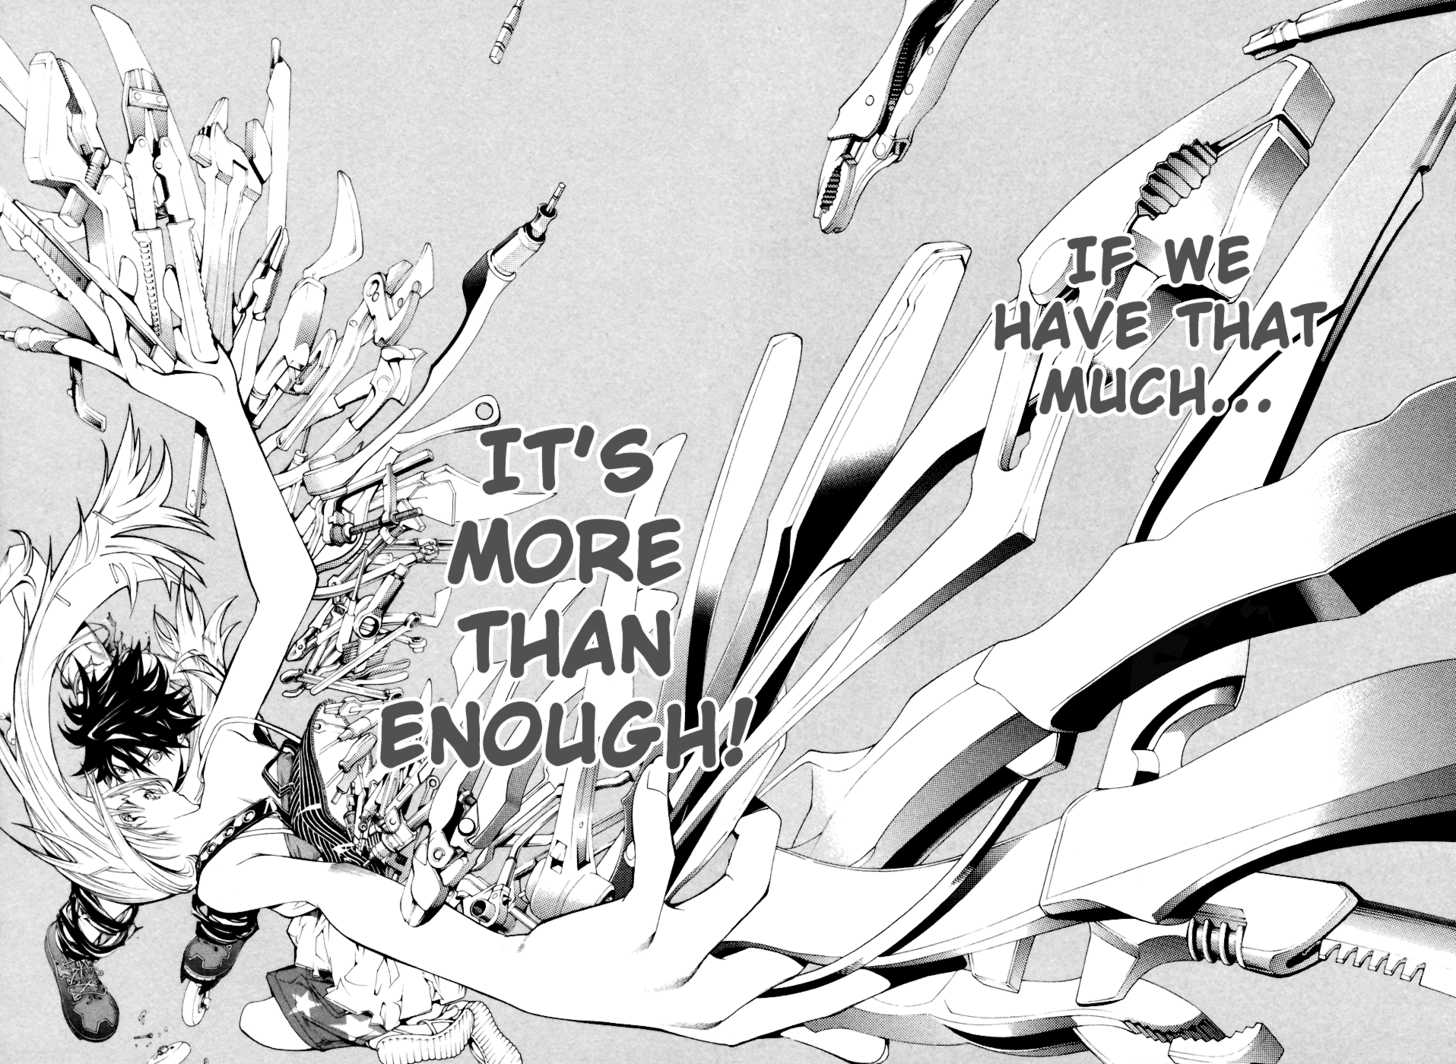 IF WE
HAVE THAT
MUCH...
IT'S
MORE
THAN
ENOUGH!